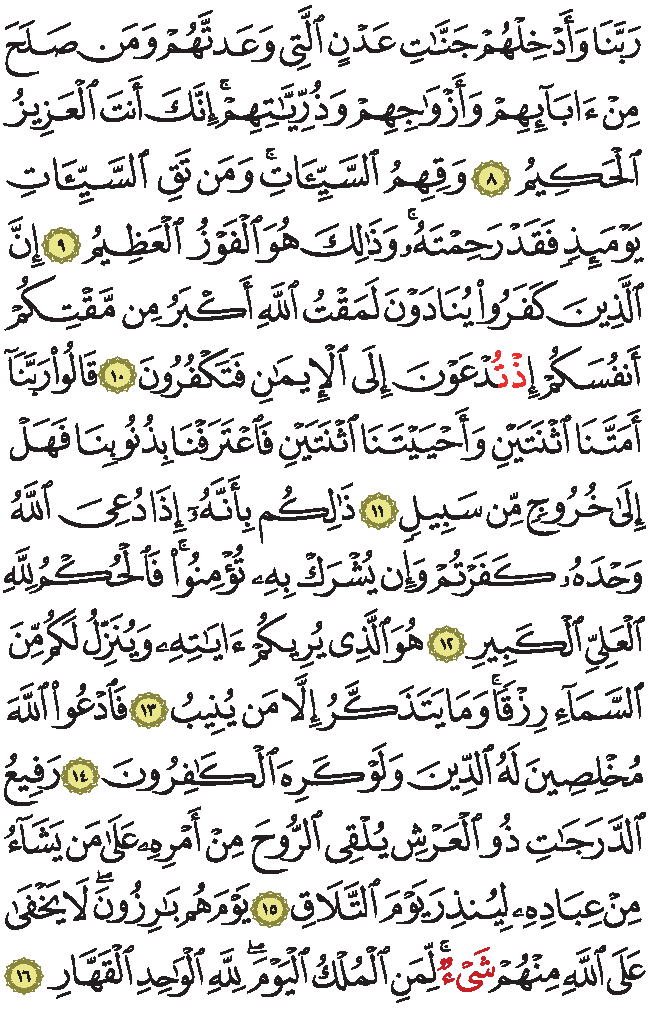 رَبَّنَا وَأَدْخِلْهُمْ جَنَّـٰتِ عَدْنٍ ٱلَّتِى وَعَدتَّهُمْ وَمَن صَلَحَ
مِنْ ءَابَآئِهِمْ وَأَزْوَٰجِهِمْ وَذُرِّيَّـٰتِهِمْ ۚ إِنَّكَ أَنتَ ٱلْعَزِيزُ
ٱلْحَكِيمُ ٨ وَقِهِمُ ٱلسَّيِّـَٔاتِ ۚ وَمَن تَقِ ٱلسَّيِّـَٔاتِ
يَوْمَئِذٍ فَقَدْ رَحِمْتَهُۥ ۚ وَذَٰلِكَ هُوَ ٱلْفَوْزُ ٱلْعَظِيمُ ٩ إِنَّ
ٱلَّذِينَ كَفَرُوا۟ يُنَادَوْنَ لَمَقْتُ ٱللَّهِ أَكْبَرُ مِن مَّقْتِكُمْ
أَنفُسَكُمْ إِذْ تُدْعَوْنَ إِلَى ٱلْإِيمَـٰنِ فَتَكْفُرُونَ ١٠ قَالُوا۟ رَبَّنَآ
أَمَتَّنَا ٱثْنَتَيْنِ وَأَحْيَيْتَنَا ٱثْنَتَيْنِ فَٱعْتَرَفْنَا بِذُنُوبِنَا فَهَلْ
إِلَىٰ خُرُوجٍ مِّن سَبِيلٍ ١١ ذَٰلِكُم بِأَنَّهُۥٓ إِذَا دُعِىَ ٱللَّهُ
وَحْدَهُۥ كَفَرْتُمْ وَإِن يُشْرَكْ بِهِۦ تُؤْمِنُوا۟ ۚ فَٱلْحُكْمُ لِلَّهِ
ٱلْعَلِىِّ ٱلْكَبِيرِ ١٢ هُوَ ٱلَّذِى يُرِيكُمْ ءَايَـٰتِهِۦ وَيُنَزِّلُ لَكُم مِّنَ
ٱلسَّمَآءِ رِزْقًا ۚ وَمَا يَتَذَكَّرُ إِلَّا مَن يُنِيبُ ١٣ فَٱدْعُوا۟ ٱللَّهَ
مُخْلِصِينَ لَهُ ٱلدِّينَ وَلَوْ كَرِهَ ٱلْكَـٰفِرُونَ ١٤ رَفِيعُ
ٱلدَّرَجَـٰتِ ذُو ٱلْعَرْشِ يُلْقِى ٱلرُّوحَ مِنْ أَمْرِهِۦ عَلَىٰ مَن يَشَآءُ
مِنْ عِبَادِهِۦ لِيُنذِرَ يَوْمَ ٱلتَّلَاقِ ١٥ يَوْمَ هُم بَـٰرِزُونَ ۖ لَا يَخْفَىٰ
عَلَى ٱللَّهِ مِنْهُمْ شَىْءٌ ۚ لِّمَنِ ٱلْمُلْكُ ٱلْيَوْمَ ۖ لِلَّهِ ٱلْوَٰحِدِ ٱلْقَهَّارِ ١٦